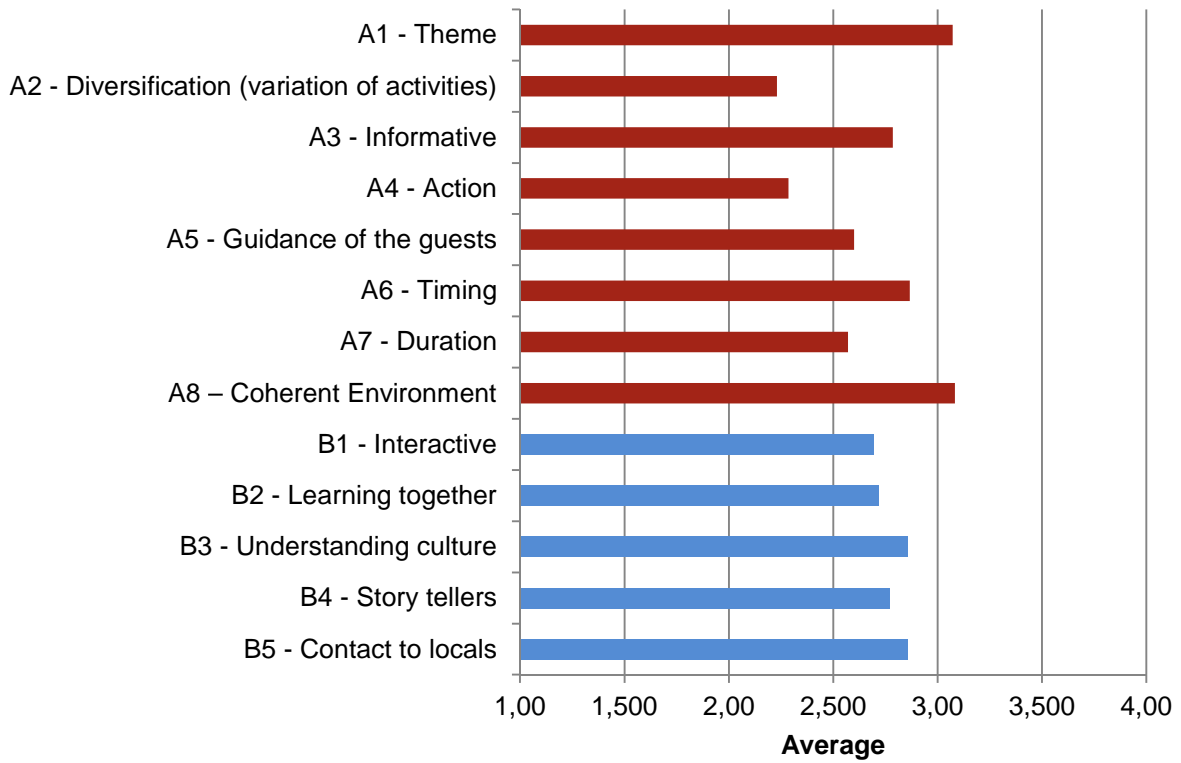 A1 - Theme
A2 - Diversification (variation of activities)
A3 - Informative
A4 - Action
A5 - Guidance of the guests
A6 - Timing
A7 - Duration
A8 – Coherent Environment
B1 - Interactive
B2 - Learning together
B3 - Understanding culture
B4 - Story tellers
B5 - Contact to locals
1,00 1,500 2,00 2,500 3,00 3,500 4,00
Average